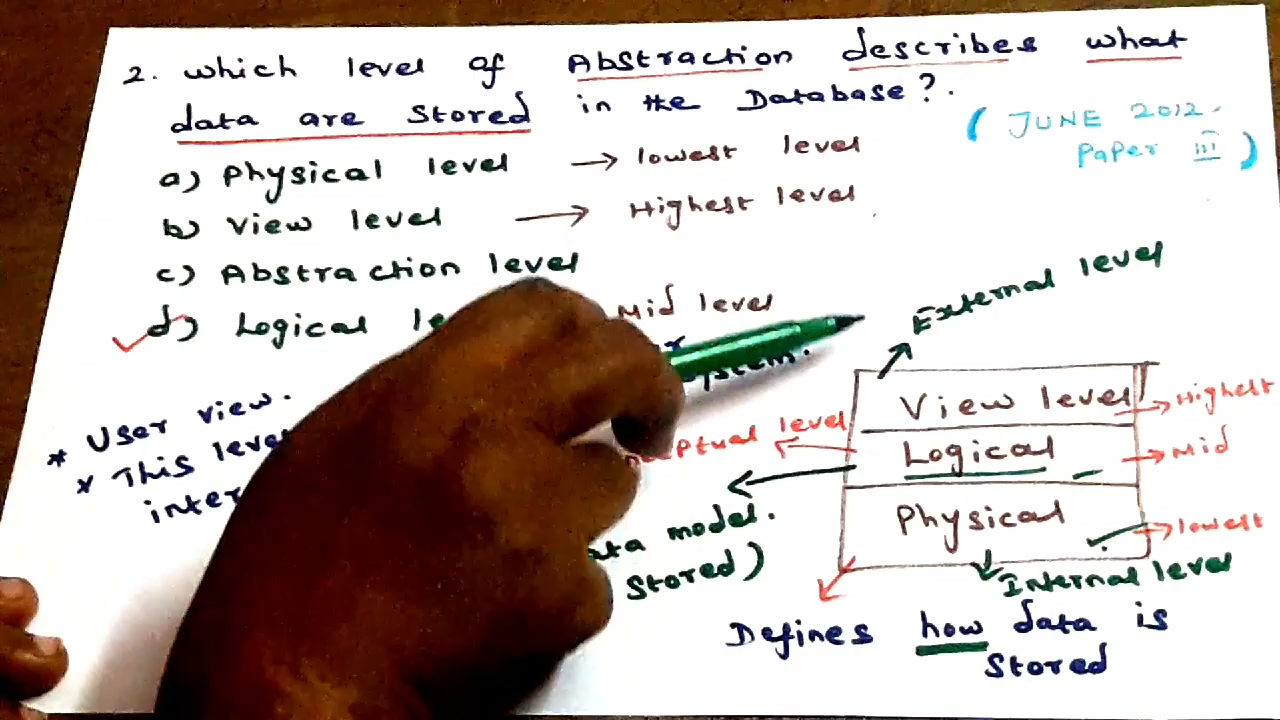 2. which level of Abstraction describes what
data are stored in the Database?.
(JUNE 2012.
Paper III)
a) Physical level → lowest level
b) View level → Highest level
c) Abstraction level
d) Logical
Mid level
External level
* User view.
* This
View level → Highest
Logical → Mid
Physical → lowest
level
model.
stored)
Internal level
Defines how data is
stored